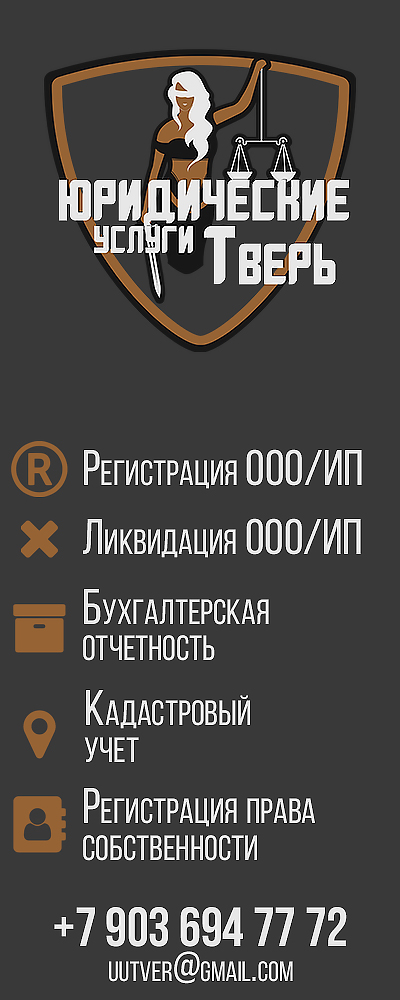 ЮРИДИЧЕСКИЕ
УСЛУГИ ТВЕРЬ
®
РЕГИСТРАЦИЯ ООО/ИП
ЛИКВИДАЦИЯ ООО/ИП
БУХГАЛТЕРСКАЯ
ОТЧЕТНОСТЬ
КАДАСТРОВЫЙ
УЧЕТ
РЕГИСТРАЦИЯ ПРАВА
СОБСТВЕННОСТИ
+7 903 694 77 72
UUTVER@GMAIL.COM